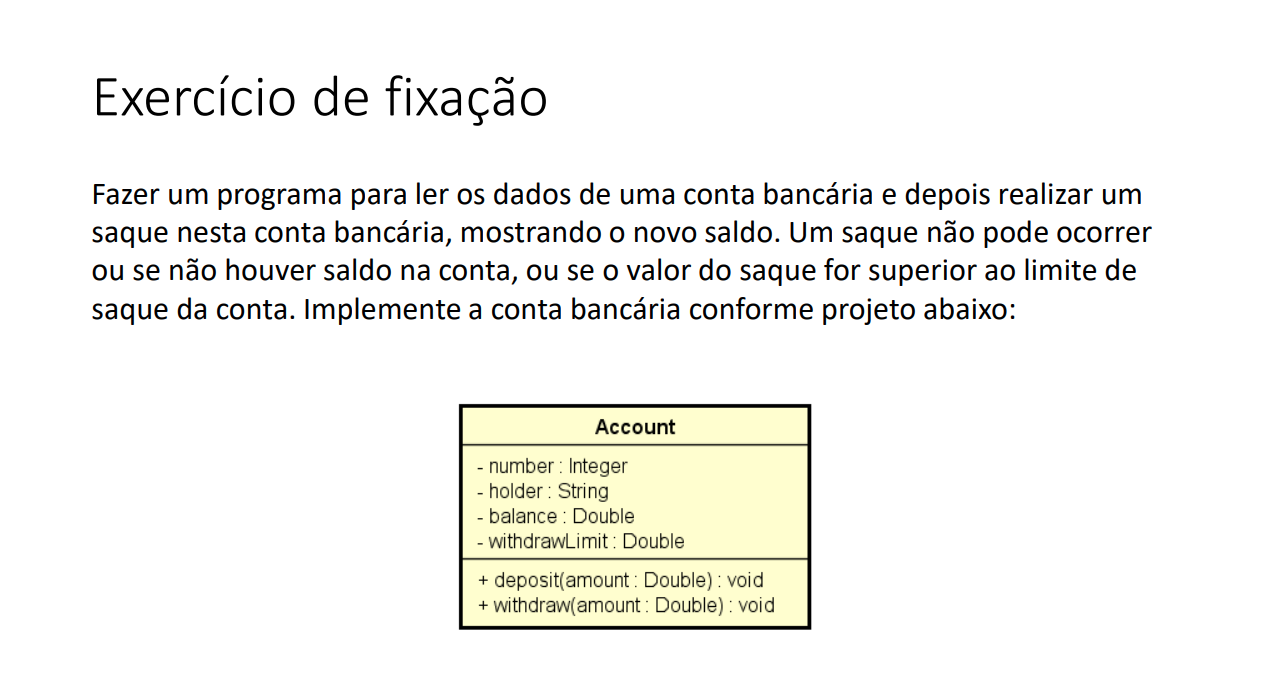 Exercício de fixação
Fazer um programa para ler os dados de uma conta bancária e depois realizar um
saque nesta conta bancária, mostrando o novo saldo. Um saque não pode ocorrer
ou se não houver saldo na conta, ou se o valor do saque for superior ao limite de
saque da conta. Implemente a conta bancária conforme projeto abaixo:
Account
- number : Integer
- holder : String
- balance : Double
- withdrawLimit : Double
+ deposit(amount : Double) : void
+ withdraw(amount : Double) : void